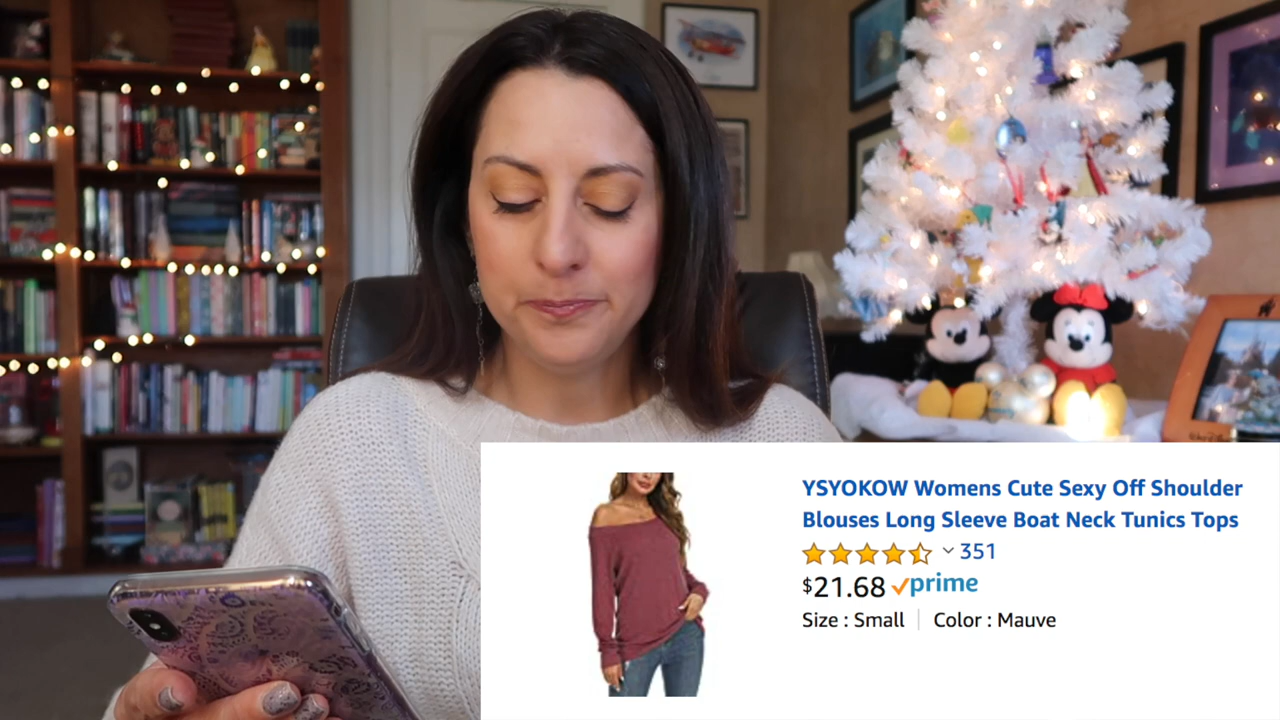 YSYOKOW Womens Cute Sexy Off Shoulder
Blouses Long Sleeve Boat Neck Tunics Tops
351
$21.68 prime
Size : Small | Color : Mauve